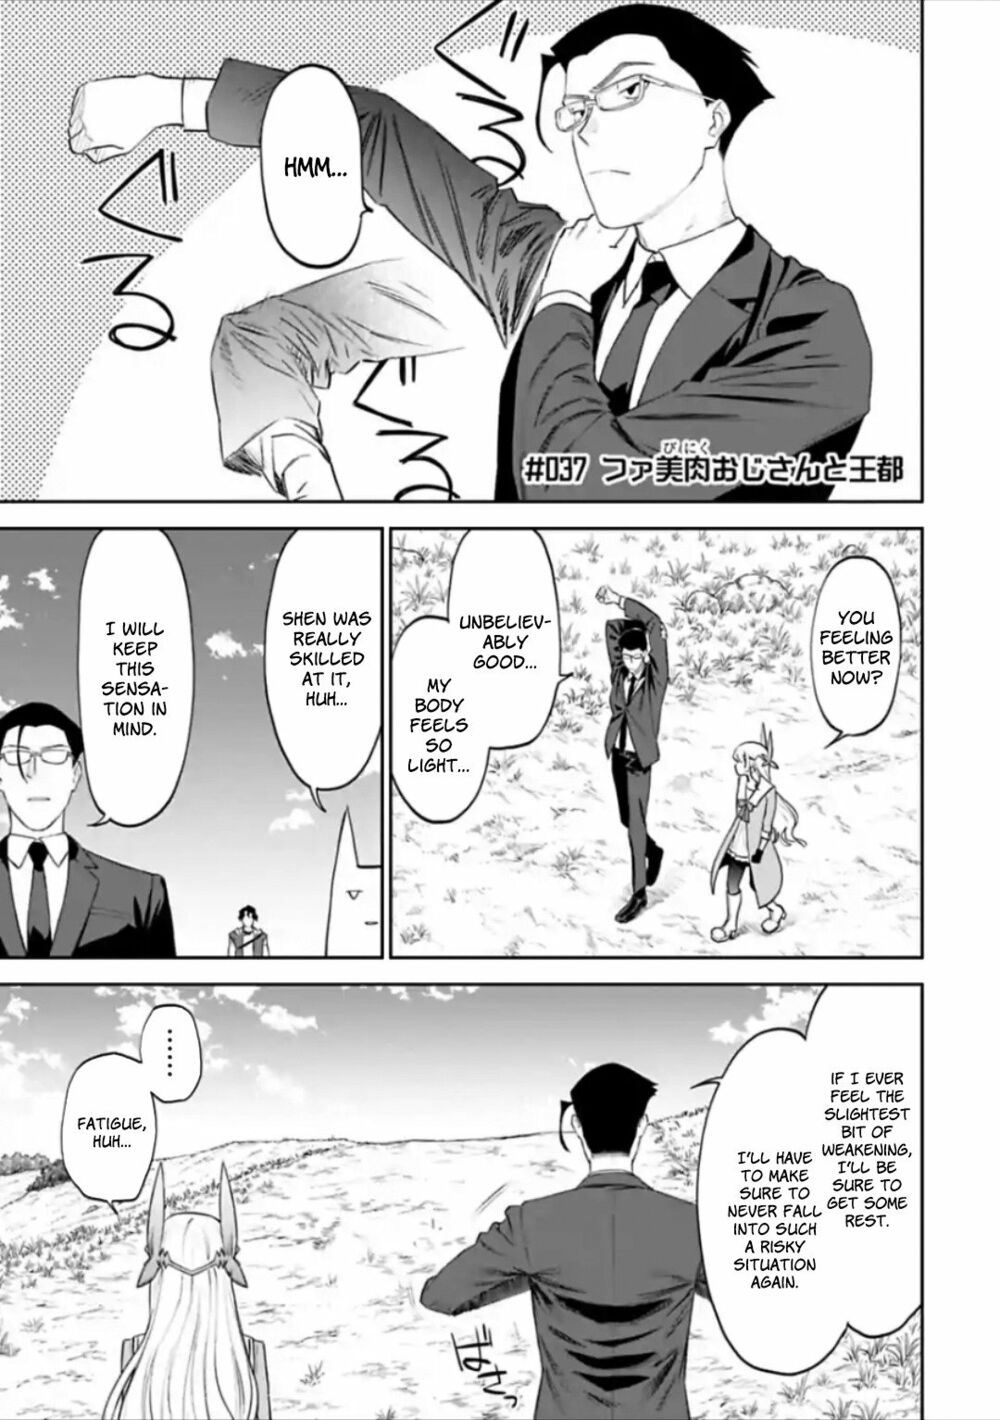 HMM...
びにく
#037 ファ美肉おじさんと王都
YOU
FEELING
BETTER
NOW?
UNBELIEV-
ABLY
GOOD...
MY
BODY
FEELS
SO
LIGHT...
SHEN WAS
REALLY
SKILLED
AT IT,
HUH...
I WILL
KEEP
THIS
SENSA-
TION IN
MIND.
IF I EVER
FEEL THE
SLIGHTEST
BIT OF
WEAKENING,
I'LL BE
SURE TO
GET SOME
REST.
I'LL HAVE
TO MAKE
SURE TO
NEVER FALL
INTO SUCH
A RISKY
SITUATION
AGAIN.
......
FATIGUE,
HUH...